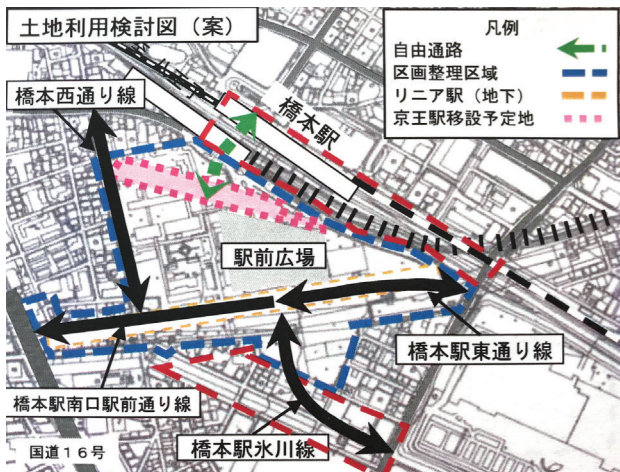 土地利用検討図（案）
凡例
自由通路
区画整理区域
リニア駅（地下）
京王駅移設予定地
橋本西通り線
八王子
橋本駅
駅前広場
橋本駅東通り線
橋本駅南口駅前通り線
橋本駅氷川線
国道１６号